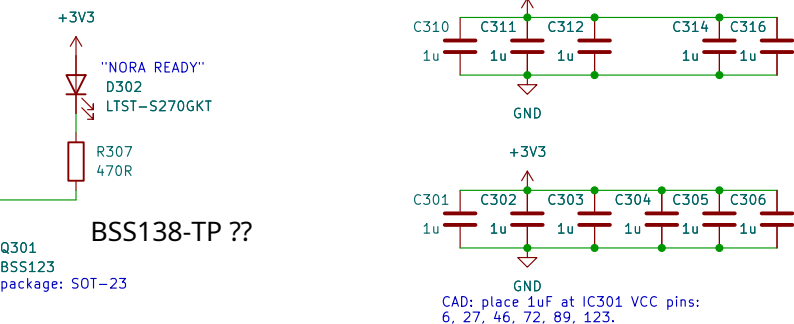 +3V3
"NORA READY"
D302
LTST-S270GKT
R307
470R
BSS138-TP ??
Q301
BSS123
package: SOT-23
C310 C311 C312 C314 C316
1u 1u 1u 1u 1u
GND
+3V3
C301 C302 C303 C304 C305 C306
1u 1u 1u 1u 1u 1u
GND
CAD: place 1uF at IC301 VCC pins:
6, 27, 46, 72, 89, 123.